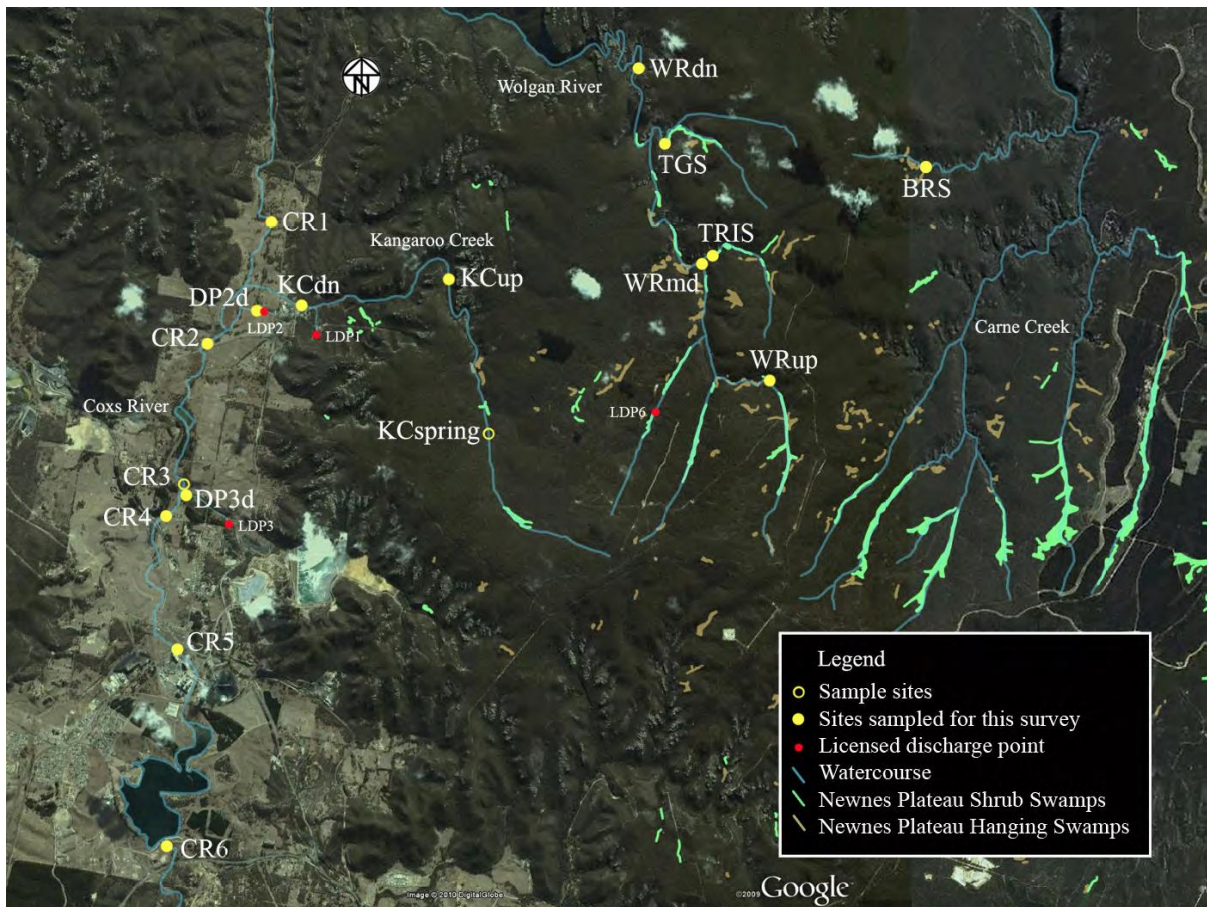 WRdn
Wolgan River
N
TGS
BRS
CR1
Kangaroo Creek
TRIS
WRmd
KCup
DP2d
KCdn
LDP2
LDP1
CR2
Carne Creek
WRup
LDP6
Coxs River
KCspring
CR3
DP3d
CR4
LDP3
CR5
CR6
Legend
Sample sites
Sites sampled for this survey
Licensed discharge point
Watercourse
Newnes Plateau Shrub Swamps
Newnes Plateau Hanging Swamps
Image © 2010 DigitalGlobe
©2009 Google